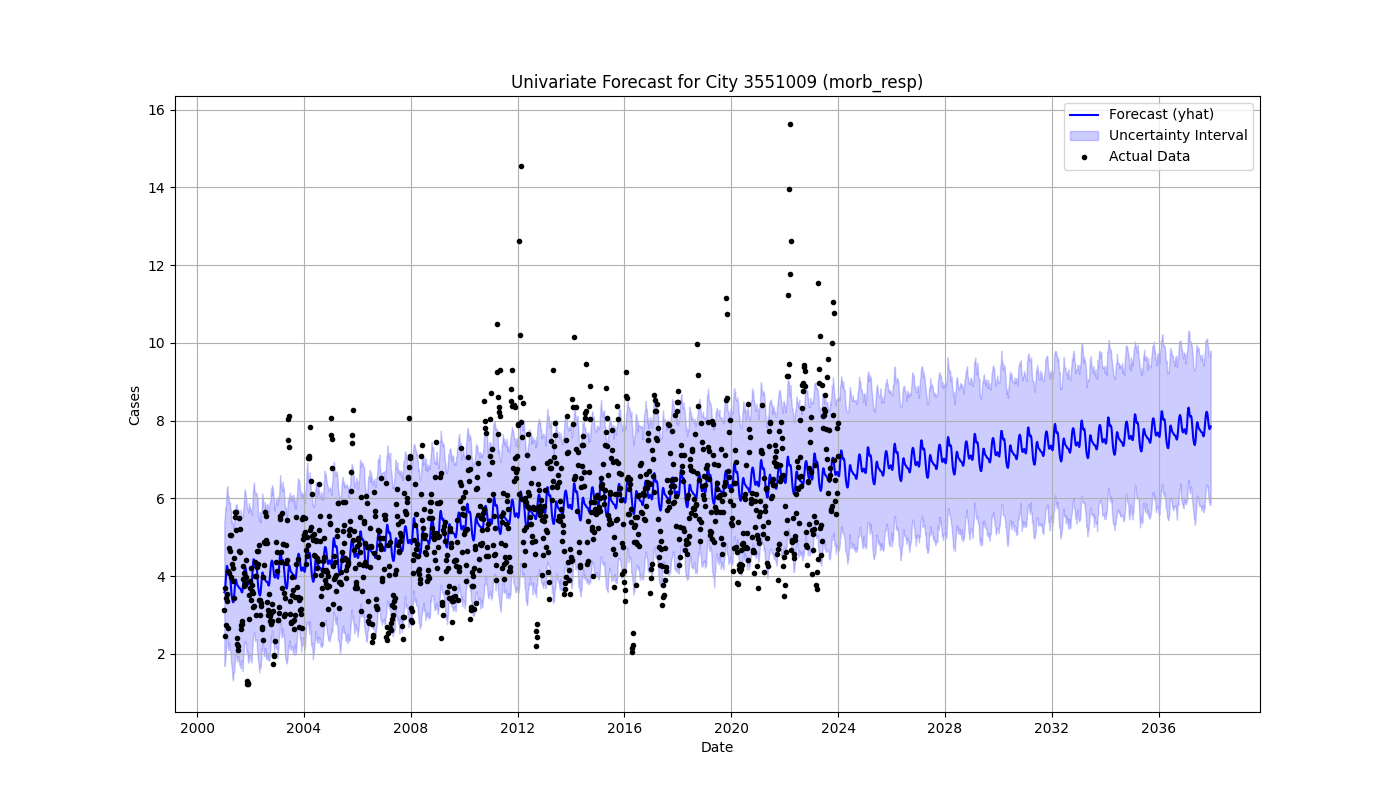 Univariate Forecast for City 3551009 (morb_resp)
Forecast (yhat)
Uncertainty Interval
Actual Data
Cases
16
14
12
10
8
6
4
2
2000 2004 2008 2012 2016 2020 2024 2028 2032 2036
Date